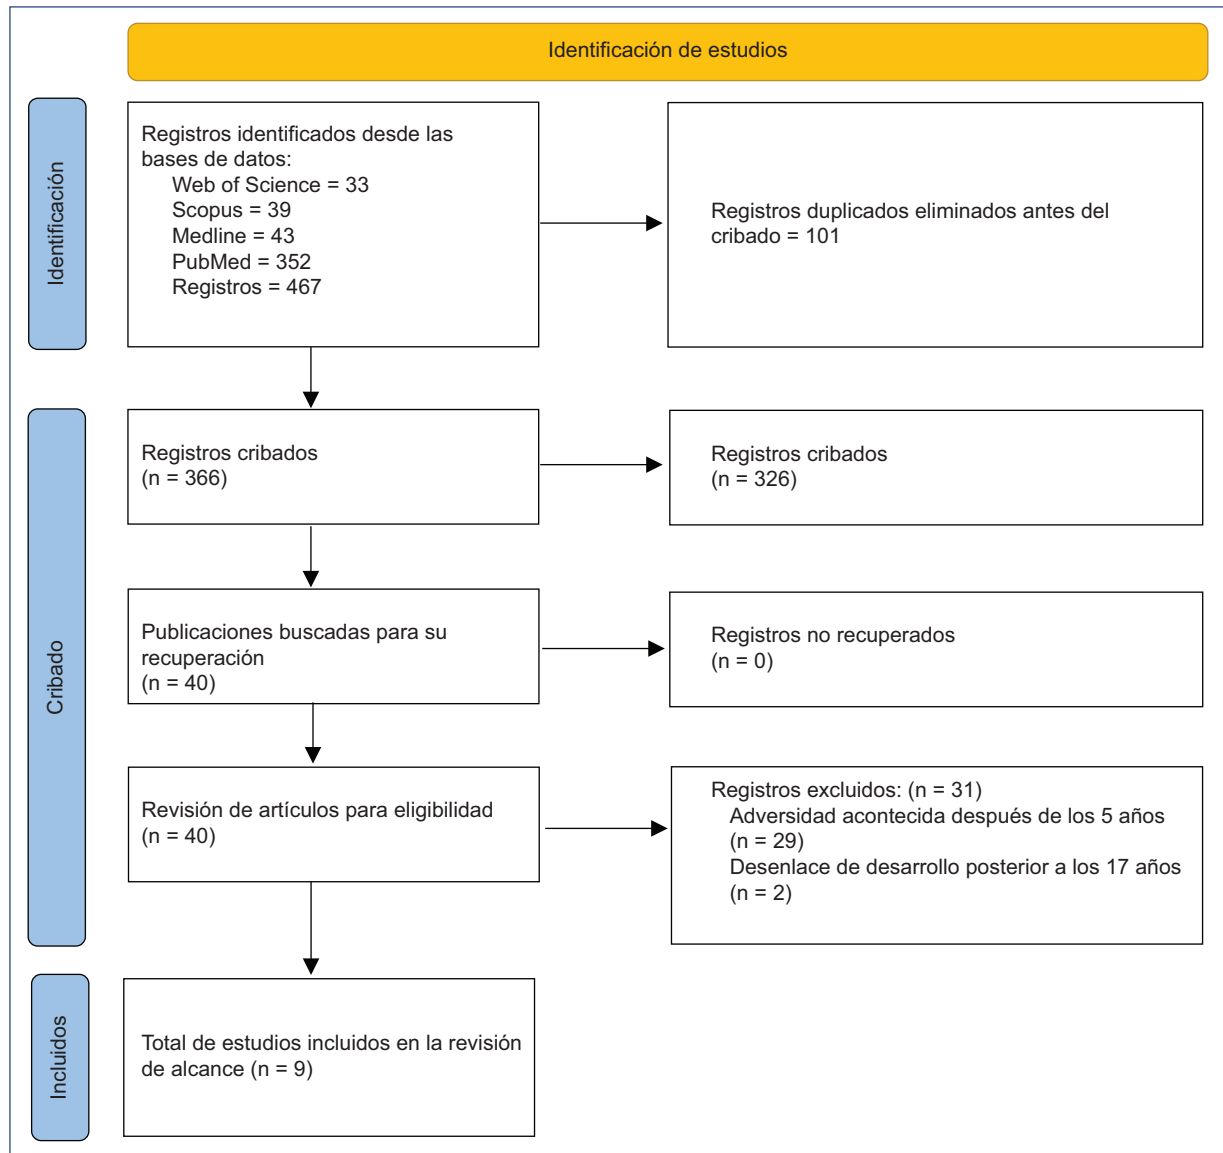 Identificación de estudios
Identificación
Registros identificados desde las
bases de datos:
Web of Science = 33
Scopus = 39
Medline = 43
PubMed = 352
Registros = 467
Registros duplicados eliminados antes del
cribado = 101
Cribado
Registros cribados
(n = 366)
Registros cribados
(n = 326)
Publicaciones buscadas para su
recuperación
(n = 40)
Registros no recuperados
(n = 0)
Revisión de artículos para eligibilidad
(n = 40)
Registros excluidos: (n = 31)
Adversidad acontecida después de los 5 años
(n = 29)
Desenlace de desarrollo posterior a los 17 años
(n = 2)
Incluidos
Total de estudios incluidos en la revisión
de alcance (n = 9)